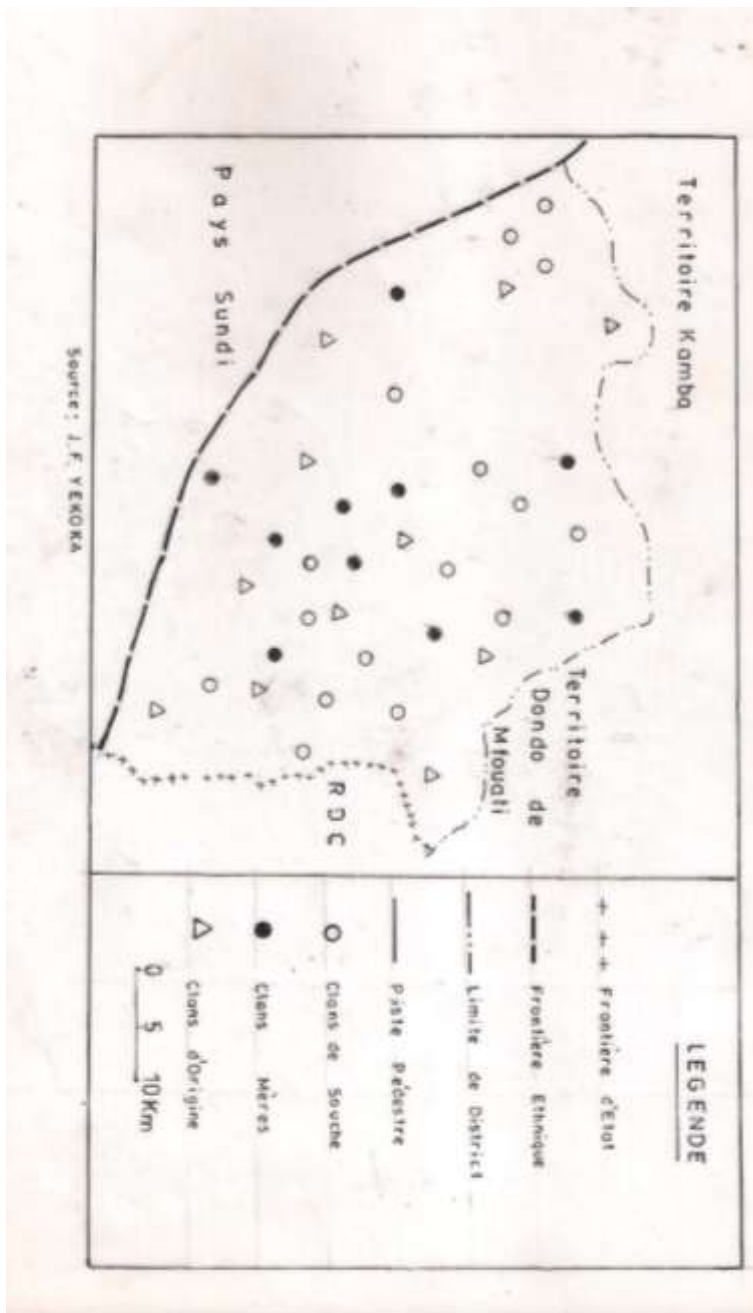 Territoire Kamba
Pays Sundi
Territoire
Dondo de
Mfouati
RDC
LEGENDE
Frontière d'Etat
Frontière Ethnique
Limite de District
Piste Pédestre
Clans de Souche
Clans Mères
Clans d'Origine
0 5 10Km
Source: J.F. YEKOKA